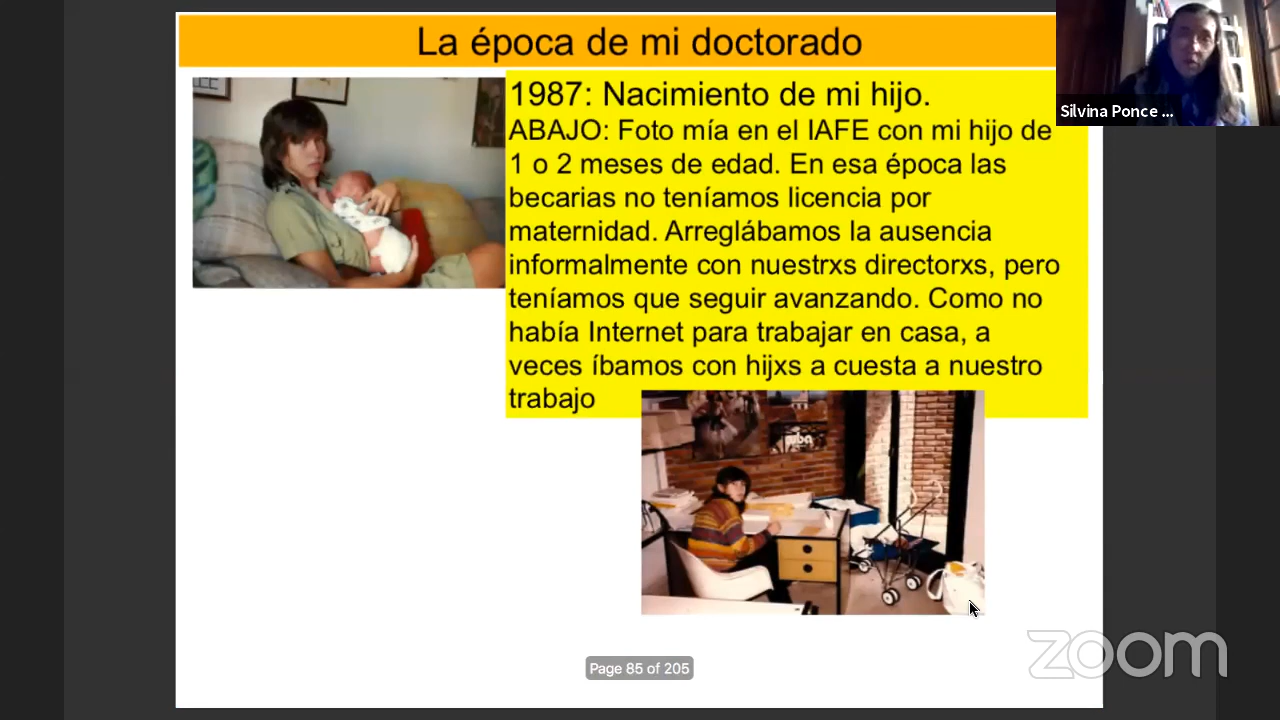 La época de mi doctorado
1987: Nacimiento de mi hijo.
ABAJO: Foto mía en el IAFE con mi hijo de
1 o 2 meses de edad. En esa época las
becarias no teníamos licencia por
maternidad. Arreglábamos la ausencia
informalmente con nuestrxs directorxs, pero
teníamos que seguir avanzando. Como no
había Internet para trabajar en casa, a
veces íbamos con hijxs a cuesta a nuestro
trabajo
Silvina Ponce ...
Page 85 of 205
zoom